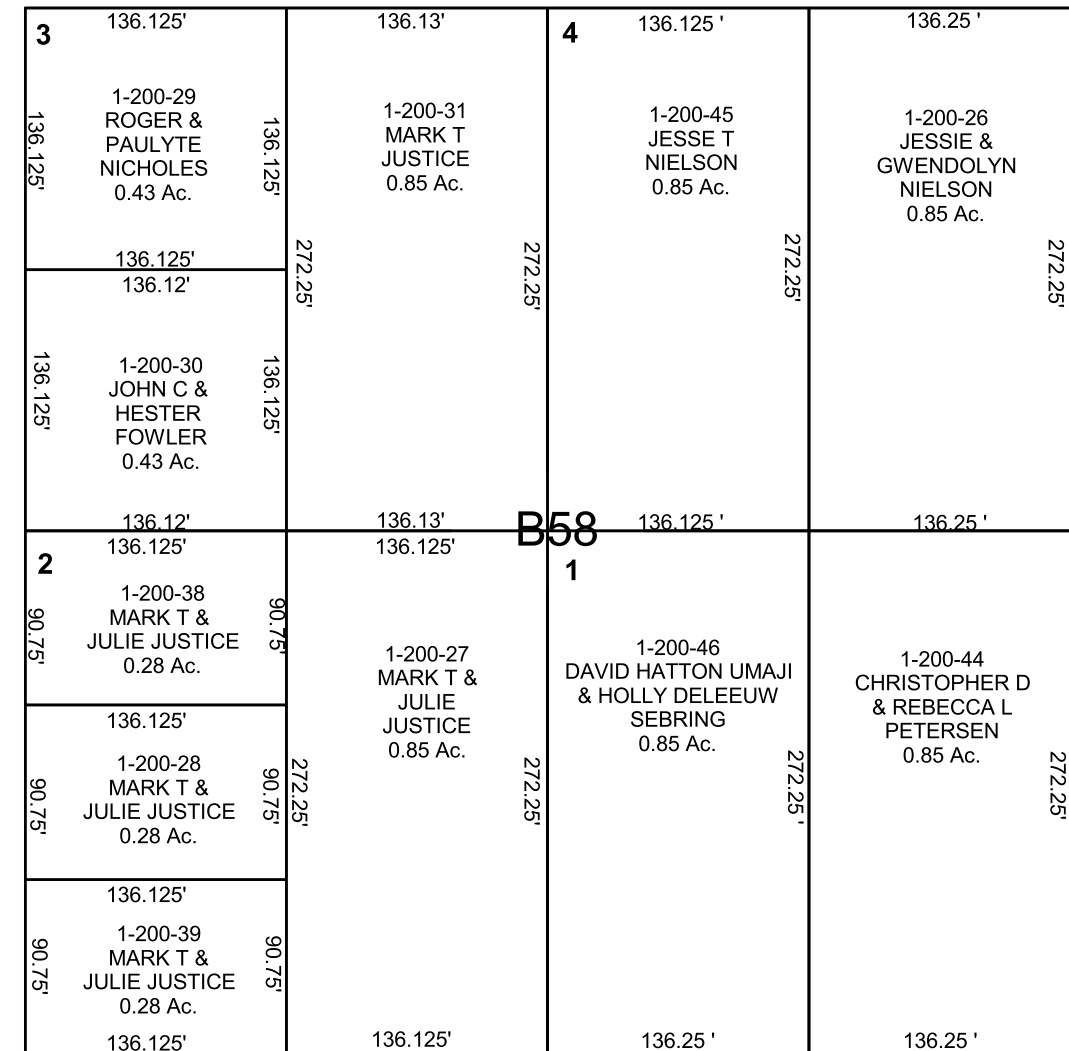 3
136.125'
136.125'
1-200-29
ROGER &
PAULYTE
NICHOLES
0.43 Ac.
136.125'
136.125'
136.13'
1-200-31
MARK T
JUSTICE
0.85 Ac.
272.25'
272.25'
136.13'
4
136.125 '
1-200-45
JESSE T
NIELSON
0.85 Ac.
272.25'
136.125 '
136.25 '
1-200-26
JESSIE &
GWENDOLYN
NIELSON
0.85 Ac.
272.25'
136.25 '
136.12'
136.125'
1-200-30
JOHN C &
HESTER
FOWLER
0.43 Ac.
136.125'
136.12'
B58
2
136.125'
90.75'
1-200-38
MARK T &
JULIE JUSTICE
0.28 Ac.
90.75'
136.125'
90.75'
1-200-28
MARK T &
JULIE JUSTICE
0.28 Ac.
90.75'
136.125'
90.75'
1-200-39
MARK T &
JULIE JUSTICE
0.28 Ac.
90.75'
136.125'
136.125'
1-200-27
MARK T &
JULIE
JUSTICE
0.85 Ac.
272.25'
272.25'
136.125'
1
1-200-46
DAVID HATTON UMAJI
& HOLLY DELEEUW
SEBRING
0.85 Ac.
272.25'
136.25 '
1-200-44
CHRISTOPHER D
& REBECCA L
PETERSEN
0.85 Ac.
272.25'
136.25 '